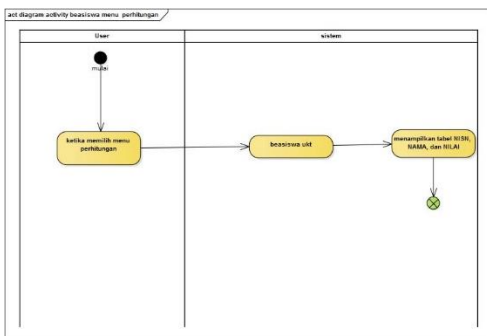 act diagram activity beasiswa menu perhitungan
User
sistem
mulai
ketika memilih menu
perhitungan
beasiswa ukt
menampilkan tabel NISN,
NAMA, dan NILAI